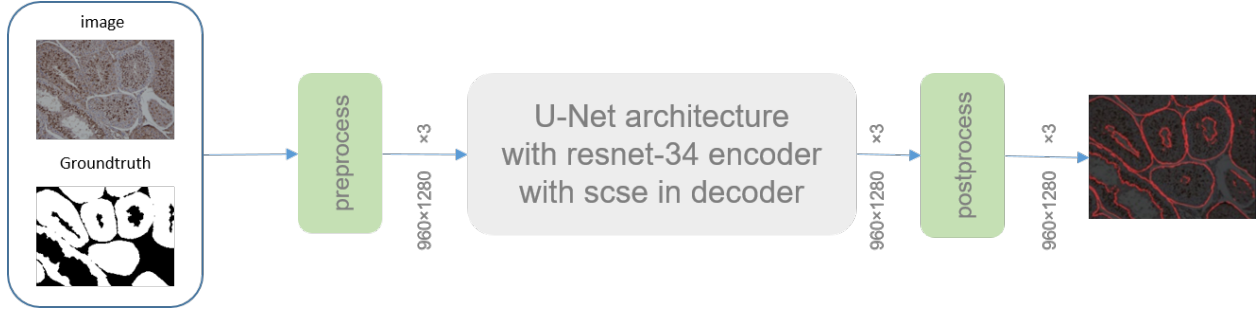 image
Groundtruth
preprocess
960×1280 ×3
U-Net architecture
with resnet-34 encoder
with scse in decoder
960×1280 ×3
postprocess
960×1280 ×3